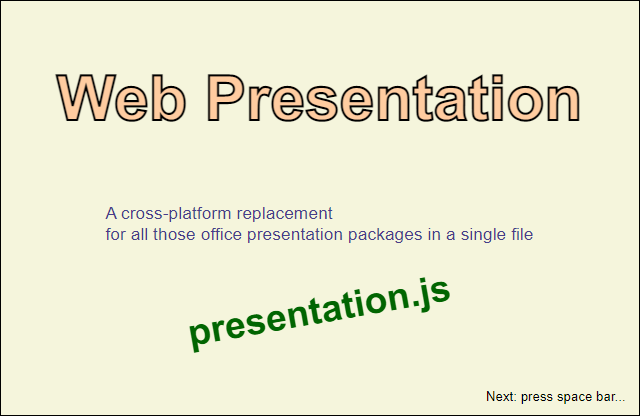 Web Presentation
A cross-platform replacement
for all those office presentation packages in a single file
presentation.js
Next: press space bar...